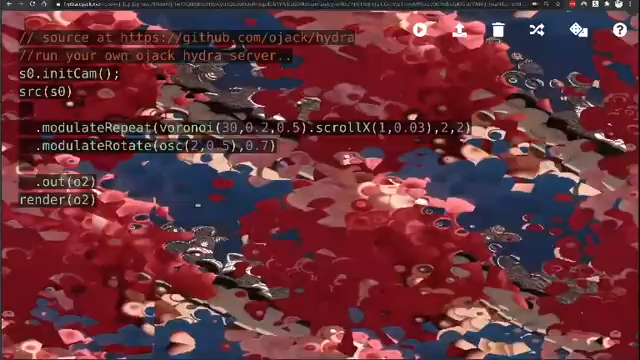 // source at https://github.com/ojack/hydra
//run your own ojack hydra server..
s0.initCam();
src(s0)
.modulateRepeat(voronoi(30,0.2,0.5).scrollX(1,0.03),2,2)
.modulateRotate(osc(2,0.5),0.7)
.out(o2)
render(o2)